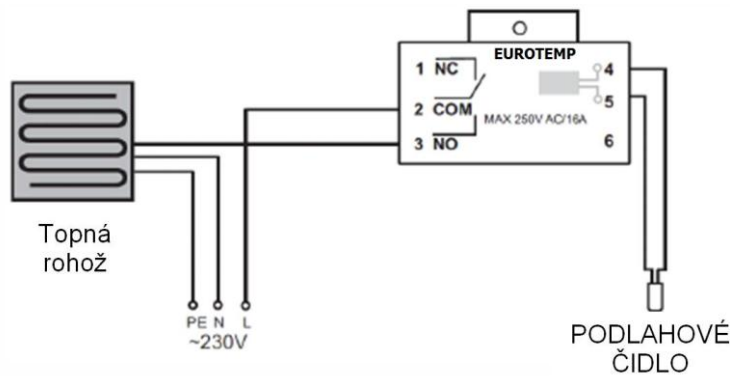 EUROTEMP
1 NC
4
5
2 COM
MAX 250V AC/16A
3 NO
6
Topná
rohož
PE N L
~230V
PODLAHOVÉ
ČIDLO